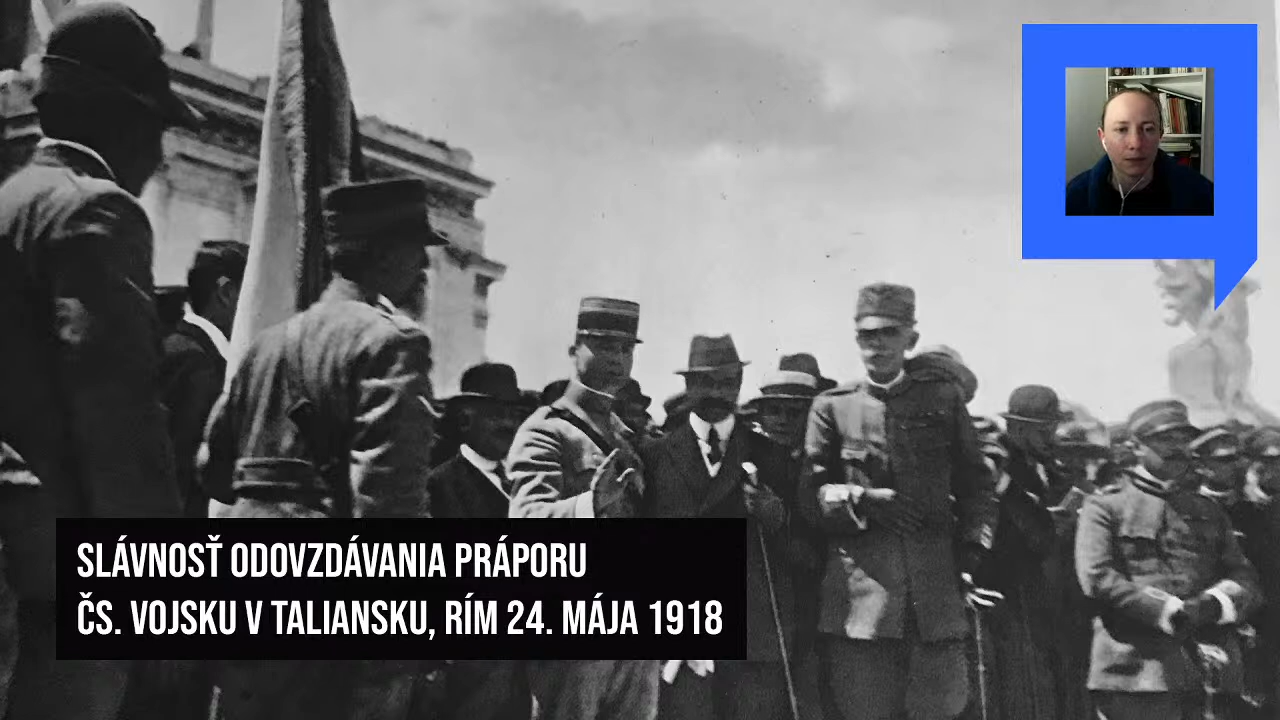 SLÁVNOSŤ ODOVZDÁVANIA PRÁPORU
ČS. VOJSKU V TALIANSKU, RÍM 24. MÁJA 1918